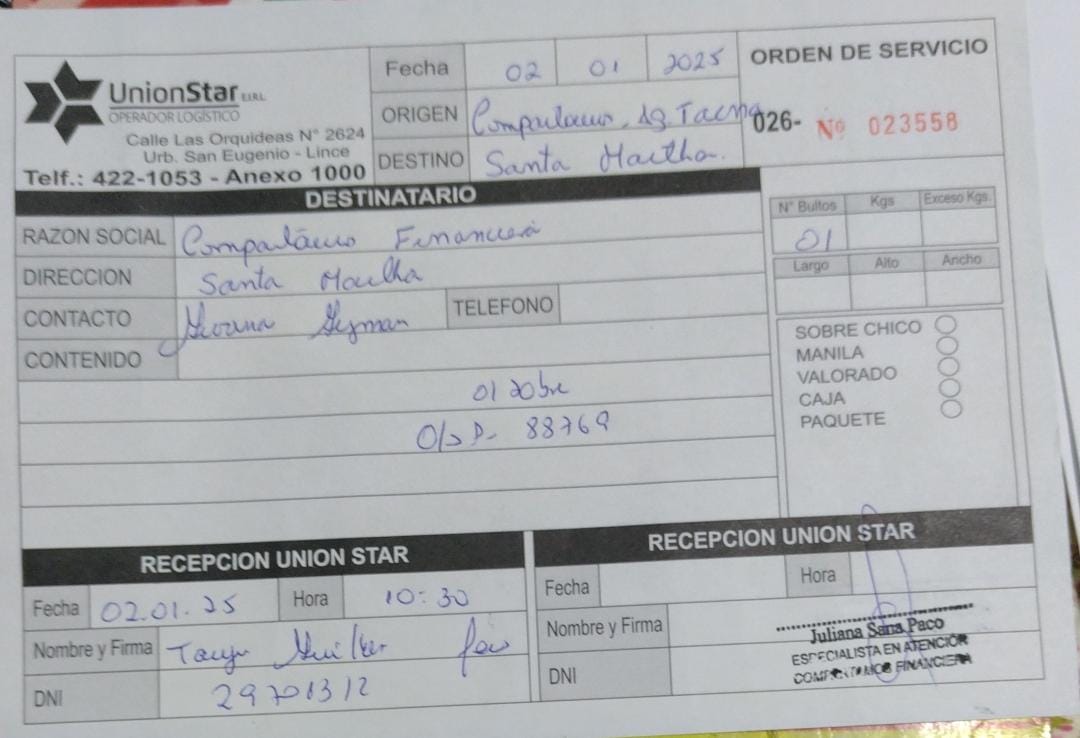 UnionStar E.I.R.L.
OPERADOR LOGÍSTICO
Calle Las Orquideas N° 2624
Urb. San Eugenio - Lince
Telf.: 422-1053 - Anexo 1000
Fecha 02 01 2025
ORIGEN Compartamos Ag. Tacna
DESTINO Santa Martha.
ORDEN DE SERVICIO
026- Nº 023558
DESTINATARIO
RAZON SOCIAL Compartamos Financiera
DIRECCION Santa Martha
CONTACTO TELEFONO
CONTENIDO
01 sobre
88769
N° Bultos Kgs Exceso Kgs.
01
Largo Alto Ancho
SOBRE CHICO
MANILA
VALORADO
CAJA
PAQUETE
RECEPCION UNION STAR
Fecha 02.01.25 Hora 10:30
Nombre y Firma
DNI 29701312
RECEPCION UNION STAR
Fecha Hora
Nombre y Firma
DNI
Juliana Sana Paco
ESPECIALISTA EN ATENCIÓN
COMPARTAMOS FINANCIERA